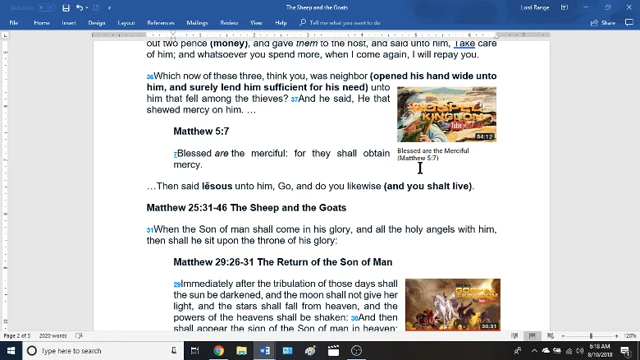 The Sheep and the Goats
Lord Range
File Home Insert Design Layout References Mailings Review View Help Tell me what you want to do
Share
out two pence (money), and gave them to the host, and said unto him, Take care
of him; and whatsoever you spend more, when I come again, I will repay you.
36Which now of these three, think you, was neighbor (opened his hand wide unto
him, and surely lend him sufficient for his need) unto
him that fell among the thieves? 37And he said, He that
shewed mercy on him. …
GOSPEL
KINGDOM
54:12
Blessed are the Merciful
(Matthew 5:7)
Matthew 5:7
7Blessed are the merciful: for they shall obtain
mercy.
…Then said Iēsous unto him, Go, and do you likewise (and you shalt live).
Matthew 25:31-46 The Sheep and the Goats
31When the Son of man shall come in his glory, and all the holy angels with him,
then shall he sit upon the throne of his glory:
Matthew 29:26-31 The Return of the Son of Man
29Immediately after the tribulation of those days shall
the sun be darkened, and the moon shall not give her
light, and the stars shall fall from heaven, and the
powers of the heavens shall be shaken: 30And then
shall appear the sign of the Son of man in heaven:
GOSPEL
KINGDOM
30:31
Page 2 of 5 2020 words
120%
Type here to search
6:18 AM
8/10/2018